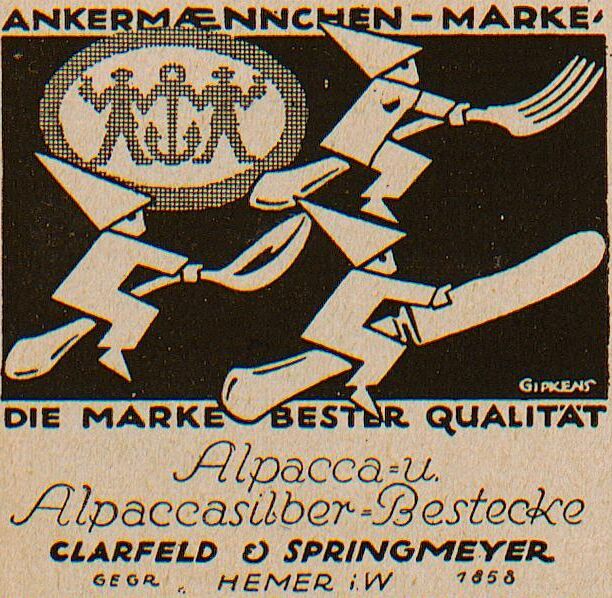 ANKERMÆNNCHEN – MARKE
GIPKENS
DIE MARKE BESTER QUALITÄT
Alpacca=u.
Alpaccasilber=Bestecke
CLARFELD & SPRINGMEYER
GEGR. HEMER i.W 1858